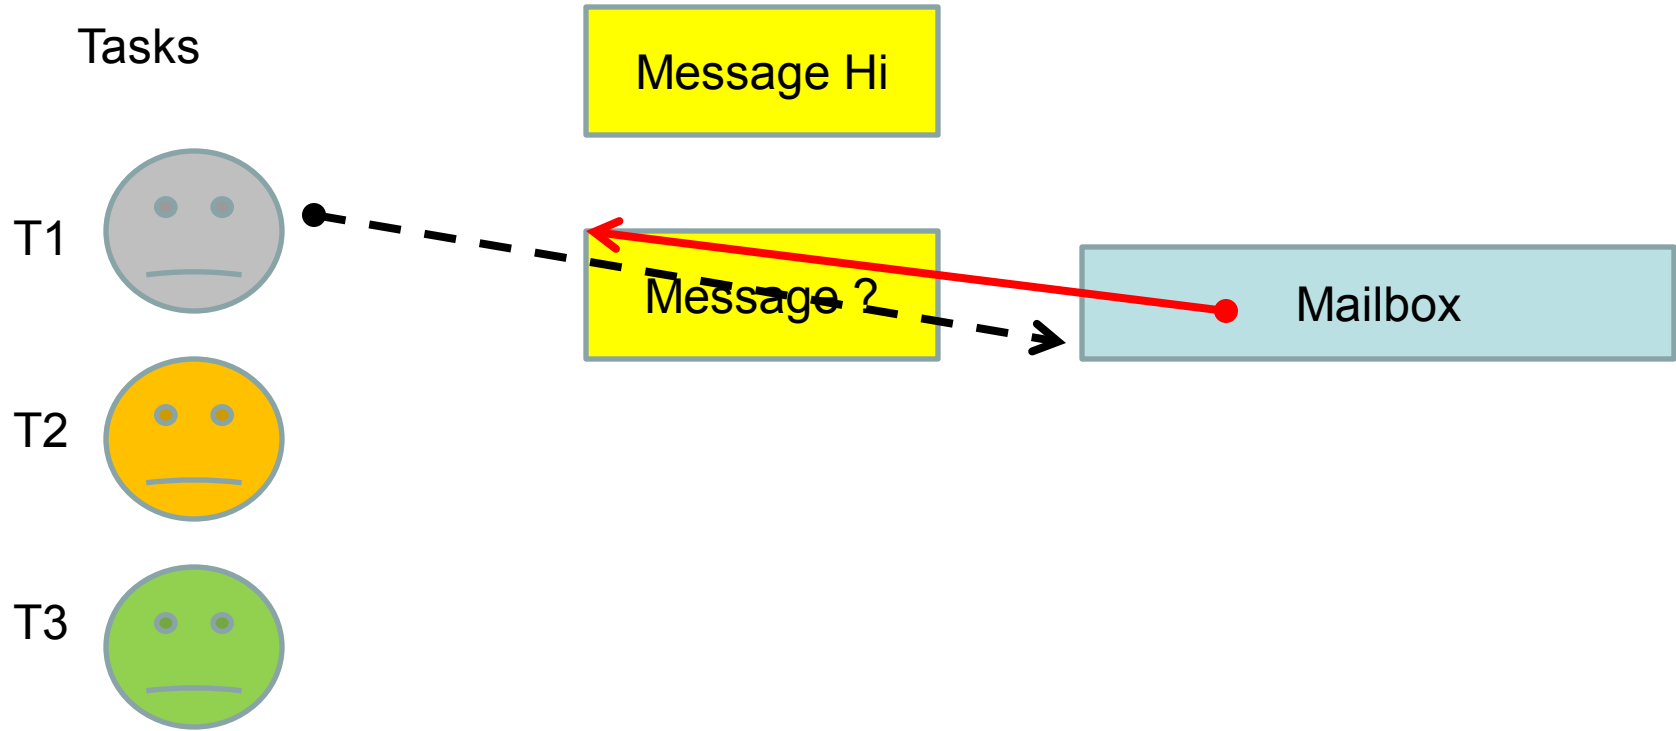 Tasks
Message Hi
T1
Message ?
Mailbox
T2
T3